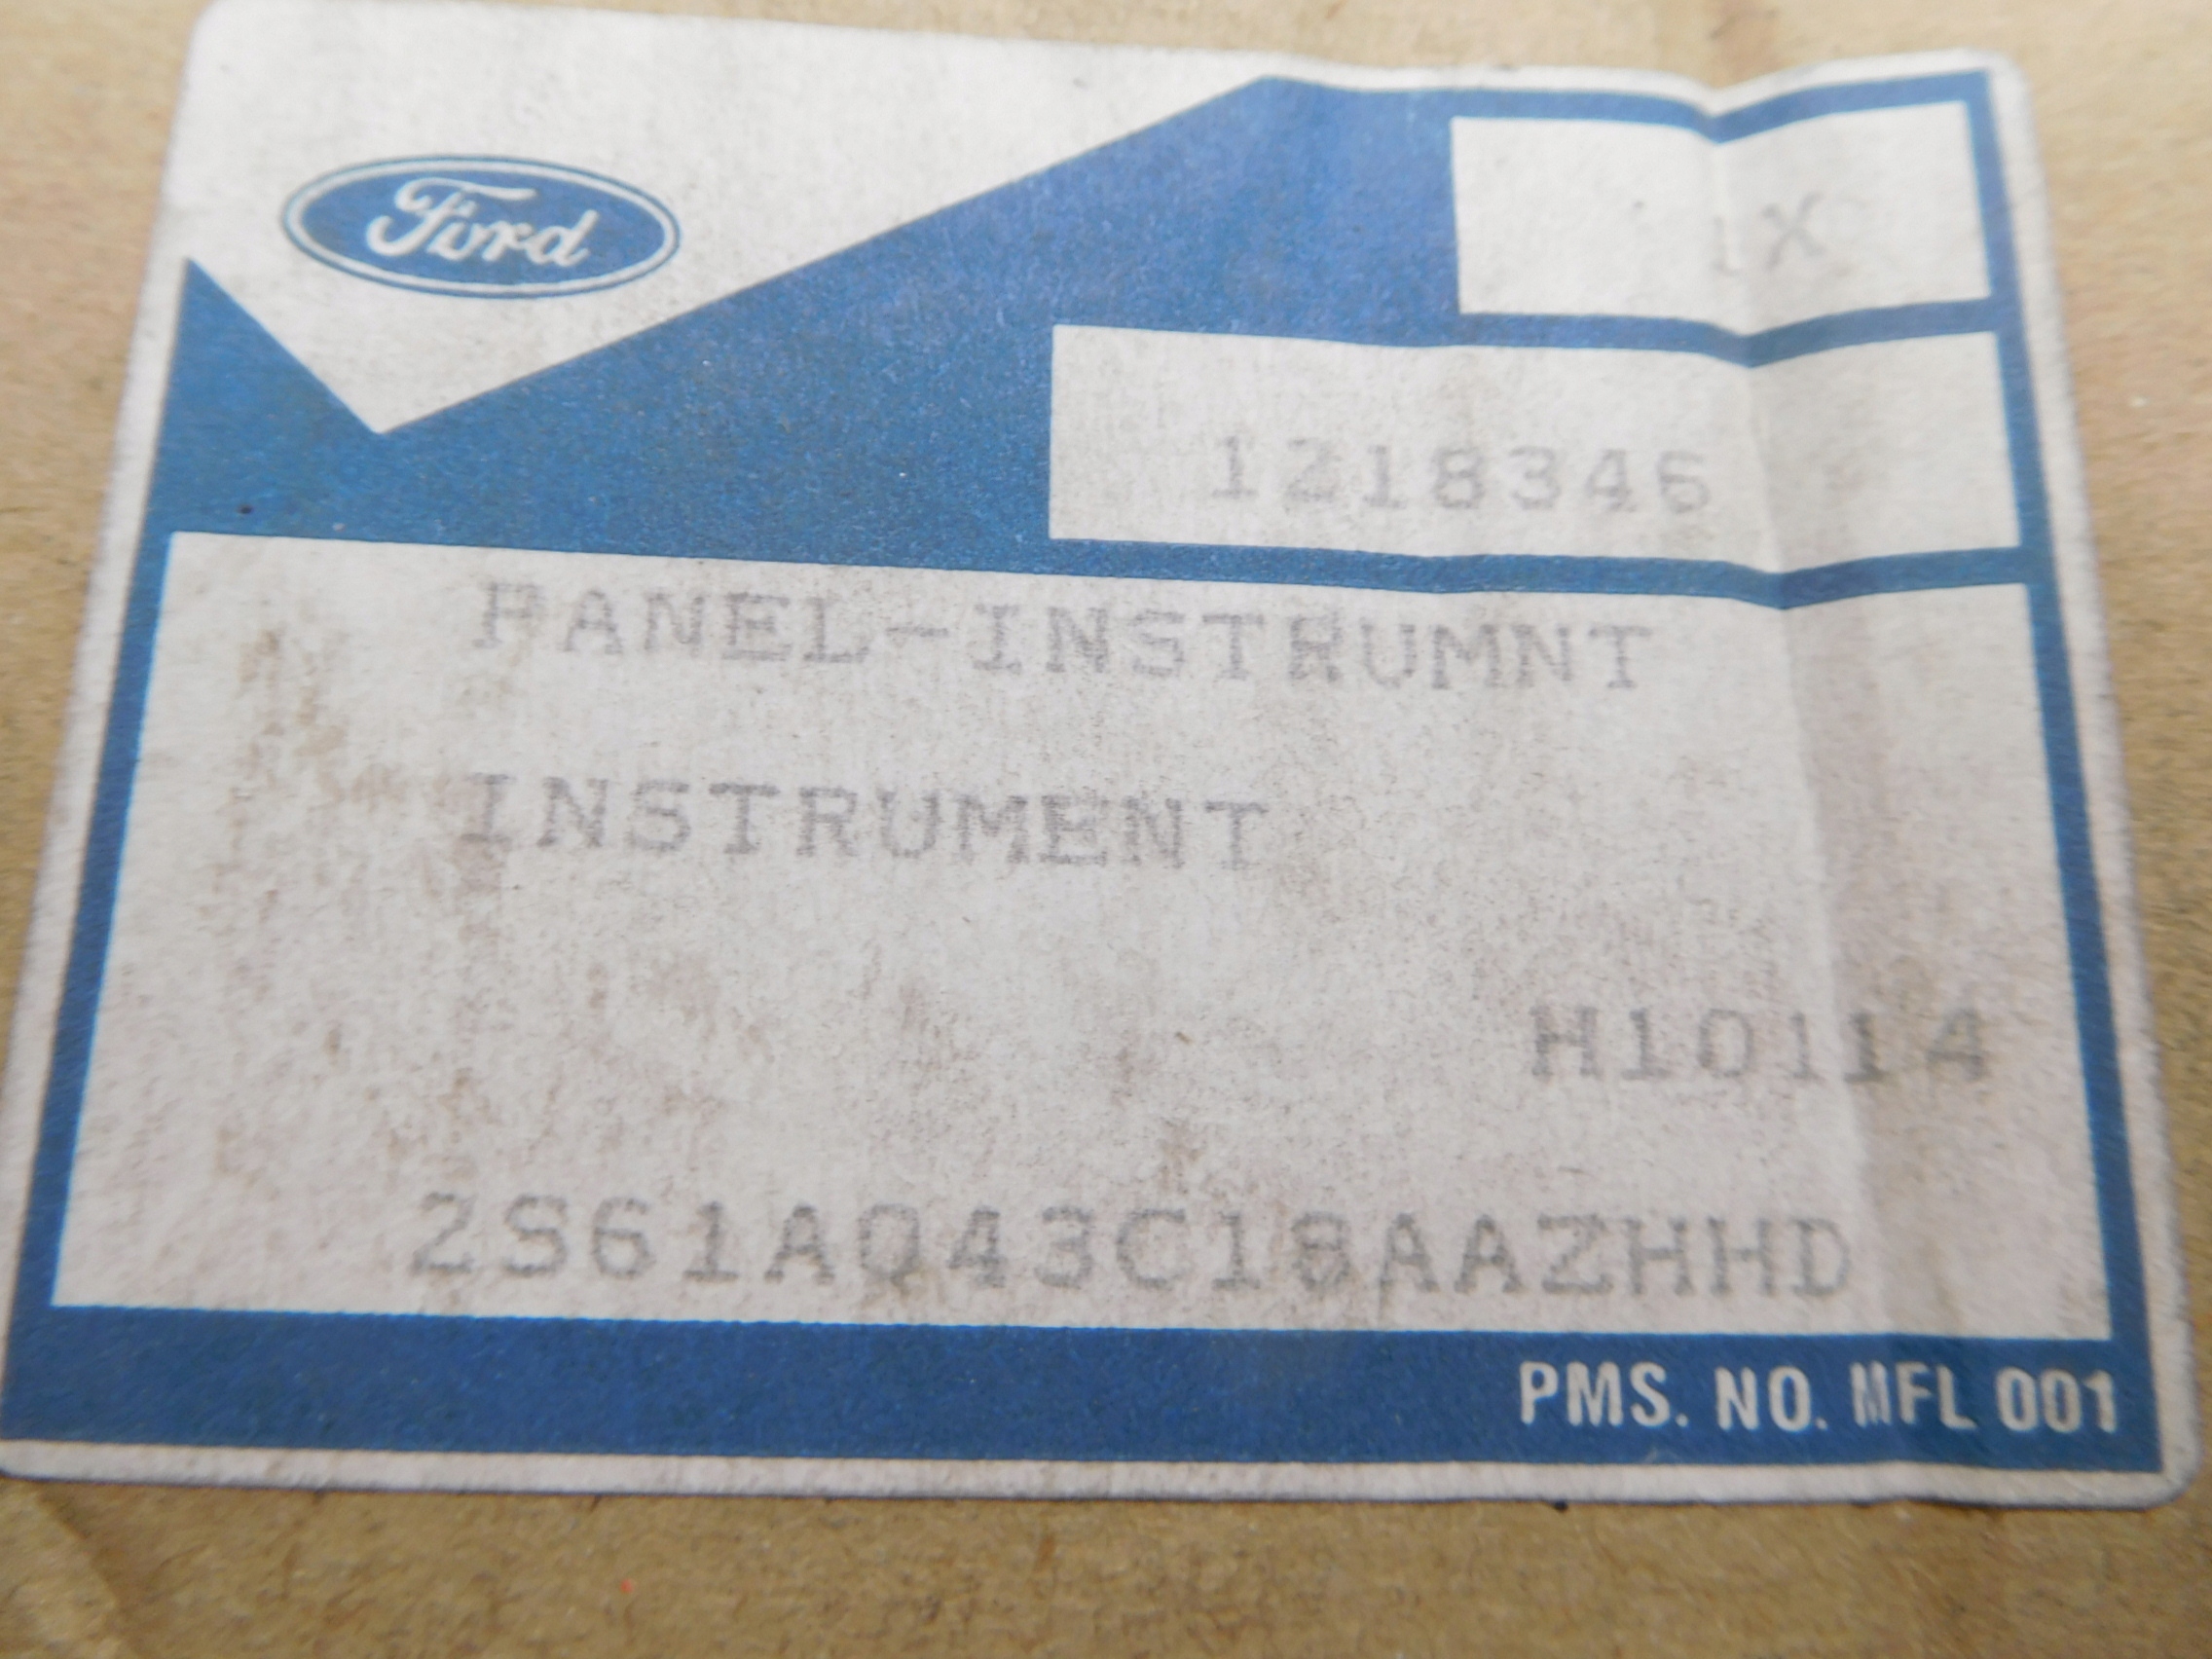 Ford
1X
1218346
PANEL-INSTRUMNT
INSTRUMENT
H10114
2S61A043C18AAZHHD
PMS. NO. MFL 001